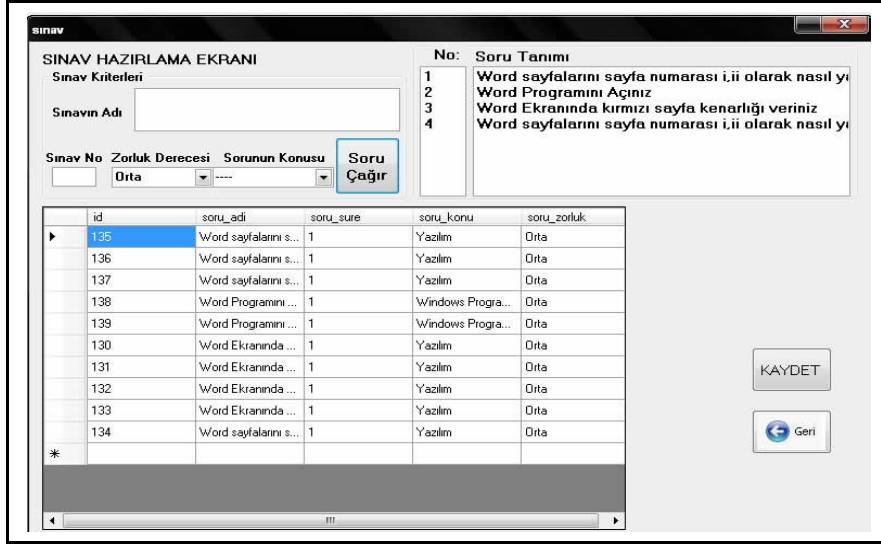 sınav
SINAV HAZIRLAMA EKRANI
Sınav Kriterleri
Sınavın Adı
Sınav No Zorluk Derecesi Sorunun Konusu
Orta ----
Soru
Çağır
No: Soru Tanımı
1 Word sayfalarını sayfa numarası i,ii olarak nasıl
2 Word Programını Açınız
3 Word Ekranında kırmızı sayfa kenarlığı veriniz
4 Word sayfalarını sayfa numarası i,ii olarak nasıl
id soru_adi soru_sure soru_konu soru_zorluk
135 Word sayfalarını s... 1 Yazılım Orta
136 Word sayfalarını s... 1 Yazılım Orta
137 Word sayfalarını s... 1 Yazılım Orta
138 Word Programını ... 1 Windows Progra... Orta
139 Word Programını ... 1 Windows Progra... Orta
130 Word Ekranında ... 1 Yazılım Orta
131 Word Ekranında ... 1 Yazılım Orta
132 Word Ekranında ... 1 Yazılım Orta
133 Word Ekranında ... 1 Yazılım Orta
134 Word sayfalarını s... 1 Yazılım Orta
KAYDET
Geri